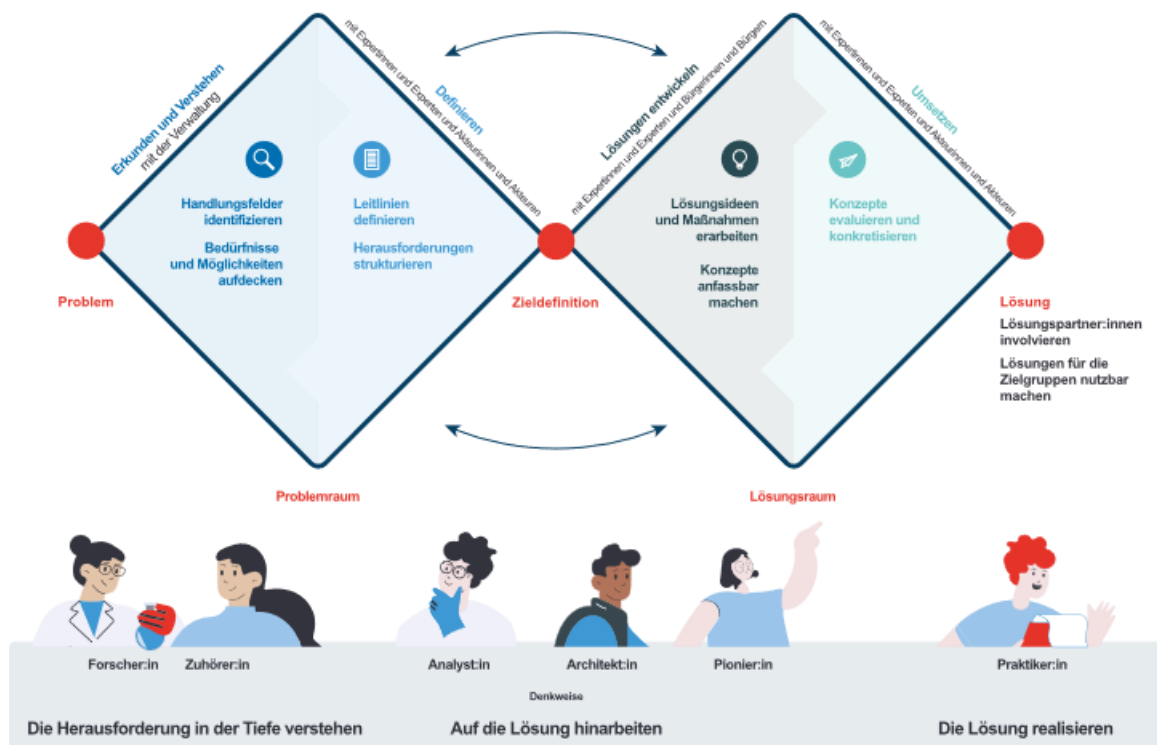 Erkunden und Verstehen
mit der Verwaltung
mit Expertinnen und Experten und Akteurinnen und Akteuren
Definieren
Handlungsfelder
identifizieren
Bedürfnisse
und Möglichkeiten
aufdecken
Leitlinien
definieren
Herausforderungen
strukturieren
Lösungen entwickeln
mit Expertinnen und Experten und Bürgerinnen und Bürgern
mit Expertinnen und Experten und Akteurinnen und Akteuren
Umsetzen
Lösungsideen
und Maßnahmen
erarbeiten
Konzepte
anfassbar
machen
Konzepte
evaluieren und
konkretisieren
Problem
Zieldefinition
Lösung
Lösungspartner:innen
involvieren
Lösungen für die
Zielgruppen nutzbar
machen
Problemraum
Lösungsraum
Forscher:in
Zuhörer:in
Analyst:in
Architekt:in
Pionier:in
Praktiker:in
Denkweise
Die Herausforderung in der Tiefe verstehen
Auf die Lösung hinarbeiten
Die Lösung realisieren